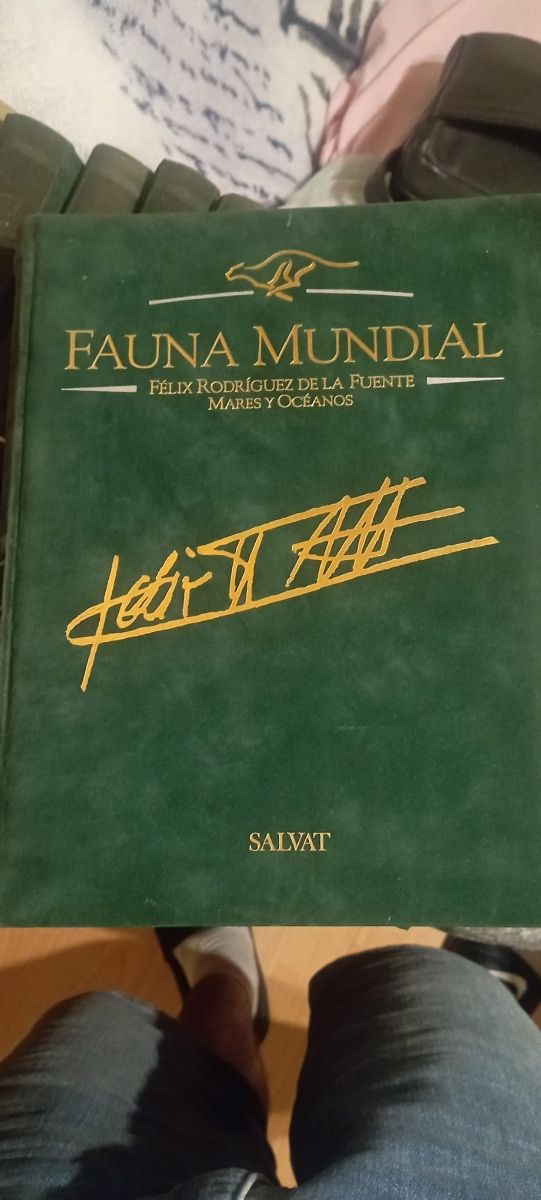 FAUNA MUNDIAL
FÉLIX RODRÍGUEZ DE LA FUENTE
MARES Y OCÉANOS
SALVAT